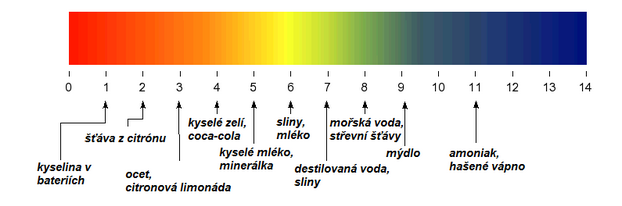 0 1 2 3 4 5 6 7 8 9 10 11 12 13 14
kyselina v
bateriích
šťáva z citrónu
ocet,
citronová limonáda
kyselé zelí,
coca-cola
kyselé mléko,
minerálka
sliny,
mléko
destilovaná voda,
sliny
mořská voda,
střevní šťávy
mýdlo
amoniak,
hašené vápno